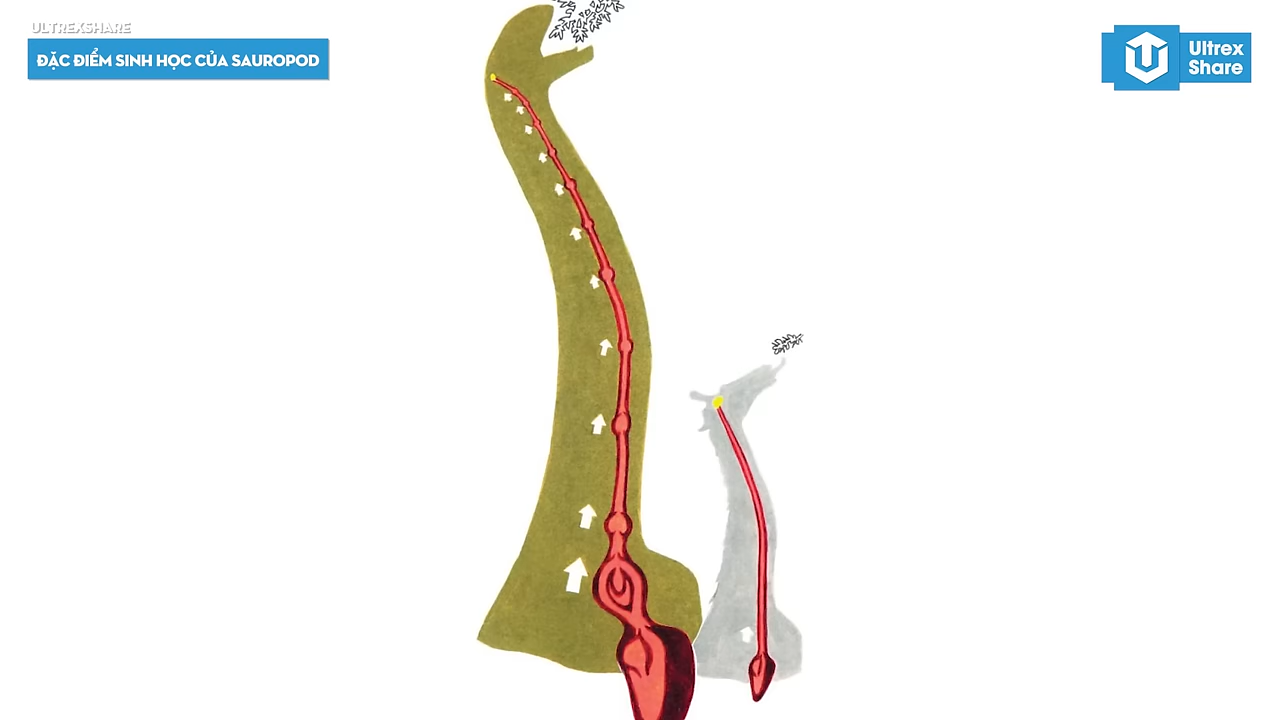 ULTREXSHARE
ĐẶC ĐIỂM SINH HỌC CỦA SAUROPOD
Ultrex
Share